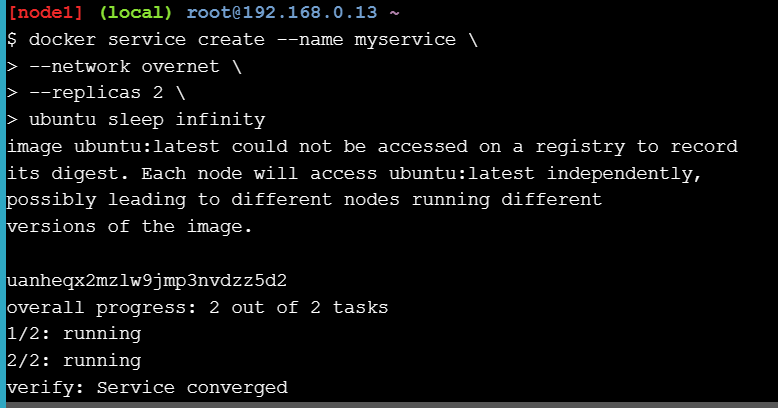 [node1] (local) root@192.168.0.13 ~
$ docker service create --name myservice \
> --network overnet \
> --replicas 2 \
> ubuntu sleep infinity
image ubuntu:latest could not be accessed on a registry to record
its digest. Each node will access ubuntu:latest independently,
possibly leading to different nodes running different
versions of the image.

uanheqx2mzlw9jmp3nvdzz5d2
overall progress: 2 out of 2 tasks
1/2: running
2/2: running
verify: Service converged